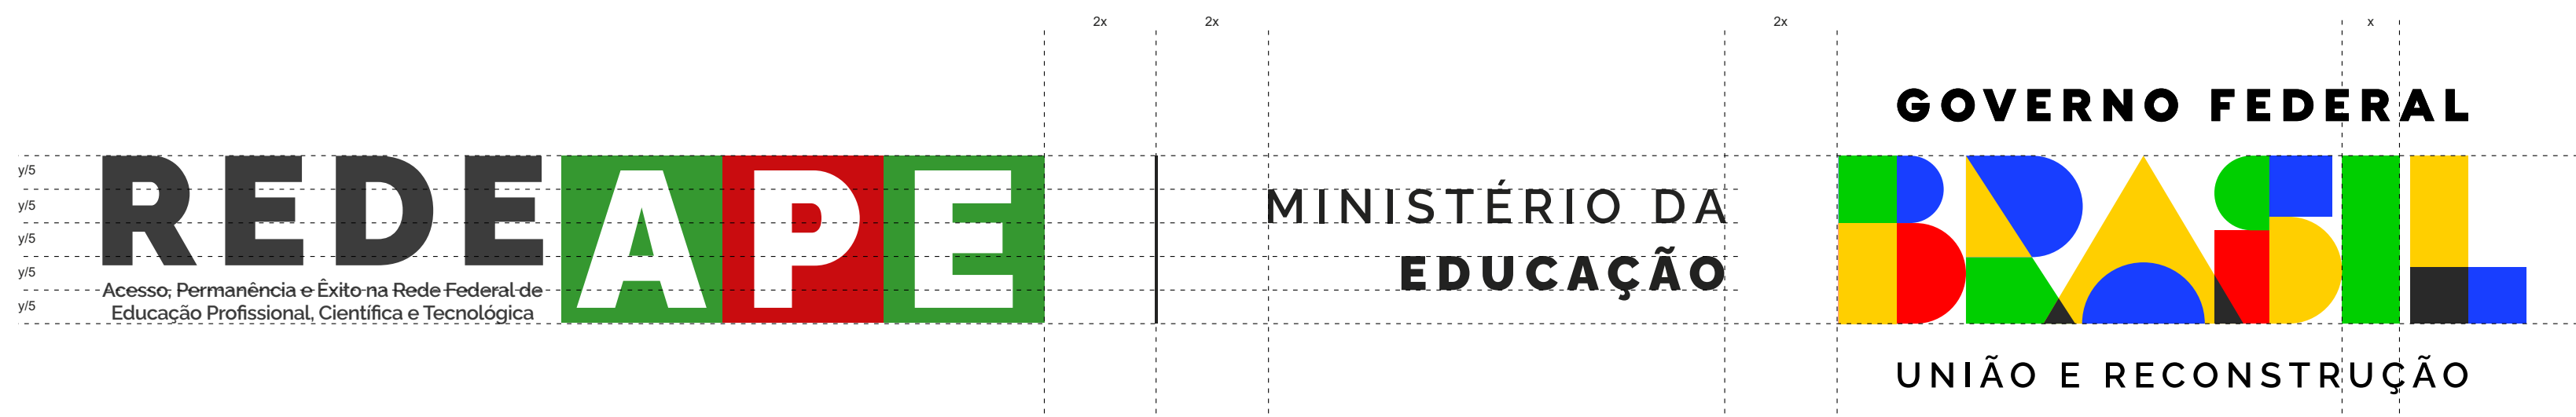 2x
2x
2x
x
y/5
y/5
y/5
y/5
y/5
REDE
APE
Acesso, Permanência e Êxito na Rede Federal de
Educação Profissional, Científica e Tecnológica
MINISTÉRIO DA
EDUCAÇÃO
GOVERNO FEDERAL
BRASIL
UNIÃO E RECONSTRUÇÃO